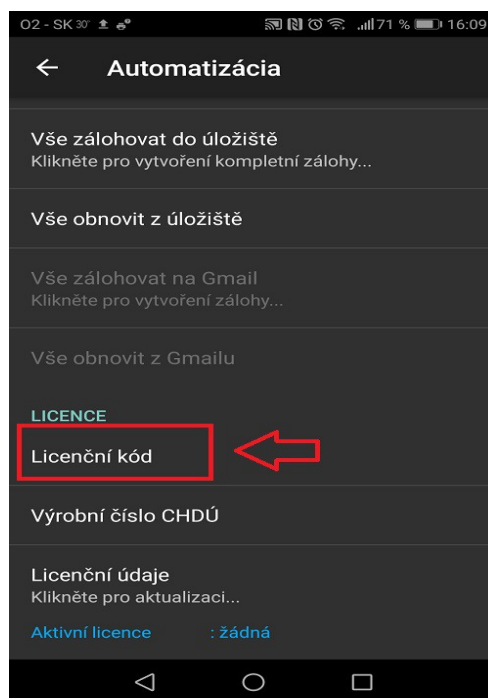 O2 - SK 30° 71 % 16:09
Automatizácia
Vše zálohovat do úložiště
Klikněte pro vytvoření kompletní zálohy...
Vše obnovit z úložiště
Vše zálohovat na Gmail
Klikněte pro vytvoření zálohy...
Vše obnovit z Gmailu
LICENCE
Licenční kód
Výrobní číslo CHDÚ
Licenční údaje
Klikněte pro aktualizaci...
Aktivní licence : žádná